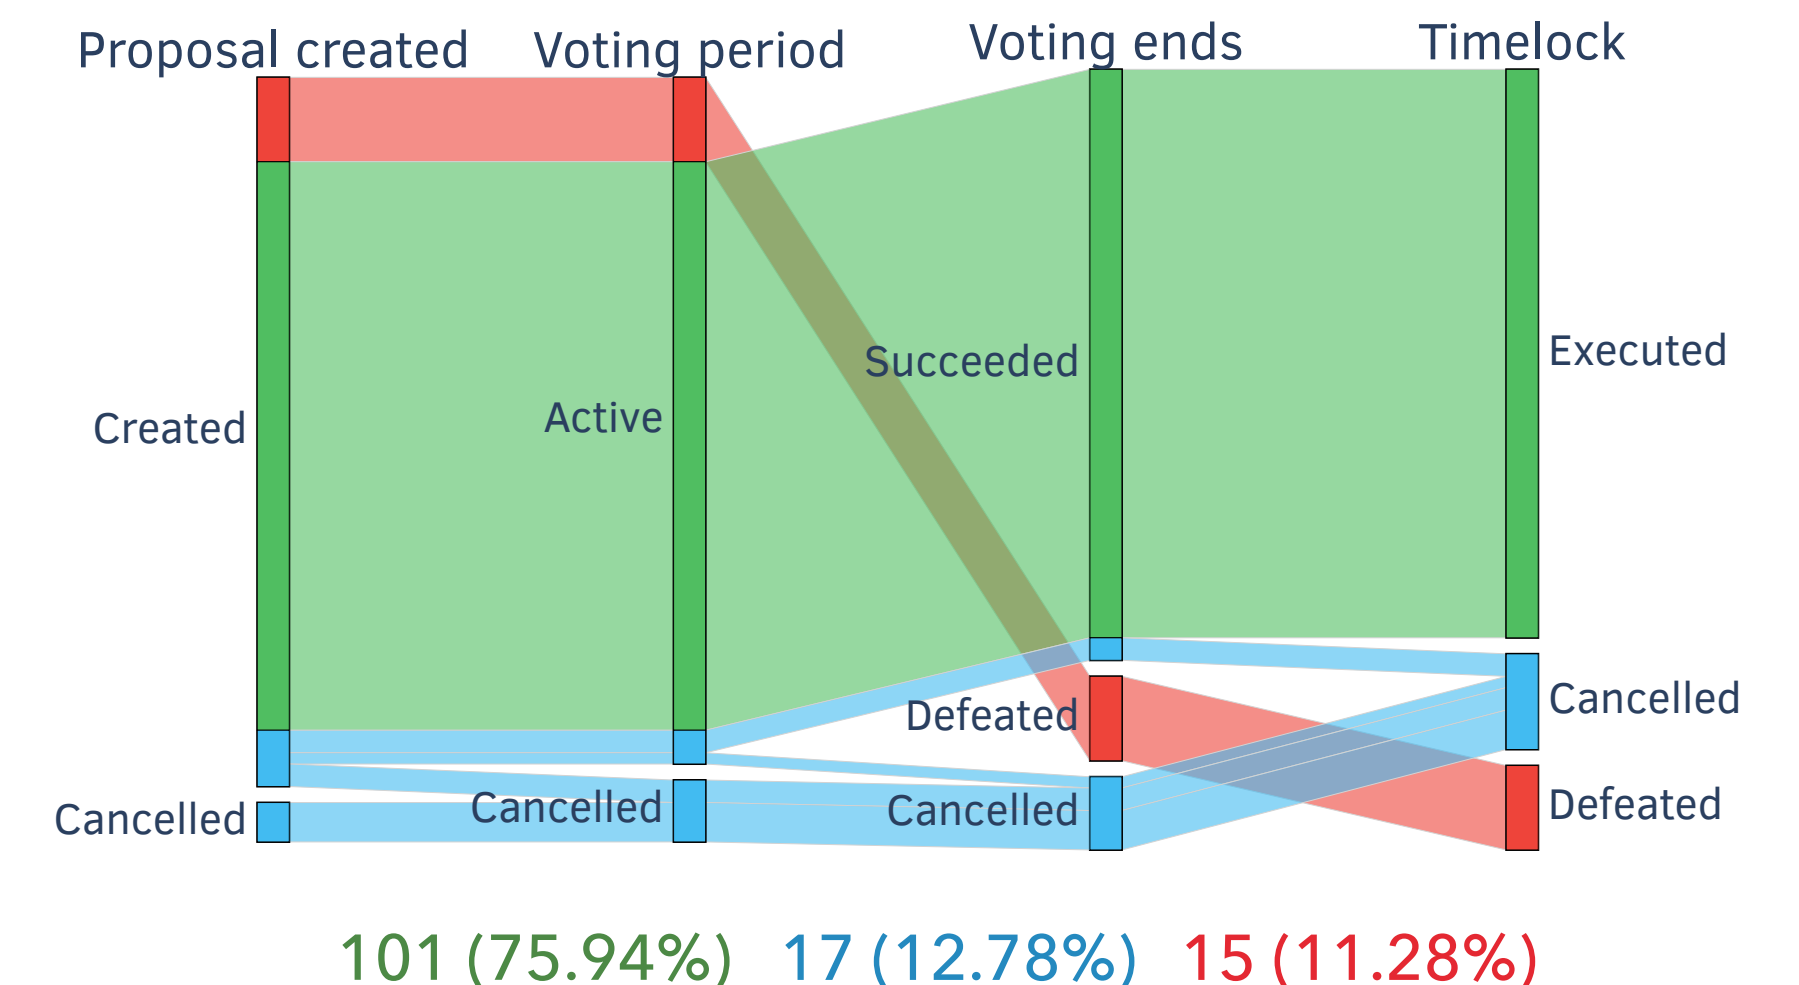 Proposal created
Voting period
Voting ends
Timelock
Created
Active
Succeeded
Executed
Defeated
Cancelled
Cancelled
Cancelled
Cancelled
Defeated
101 (75.94%)
17 (12.78%)
15 (11.28%)